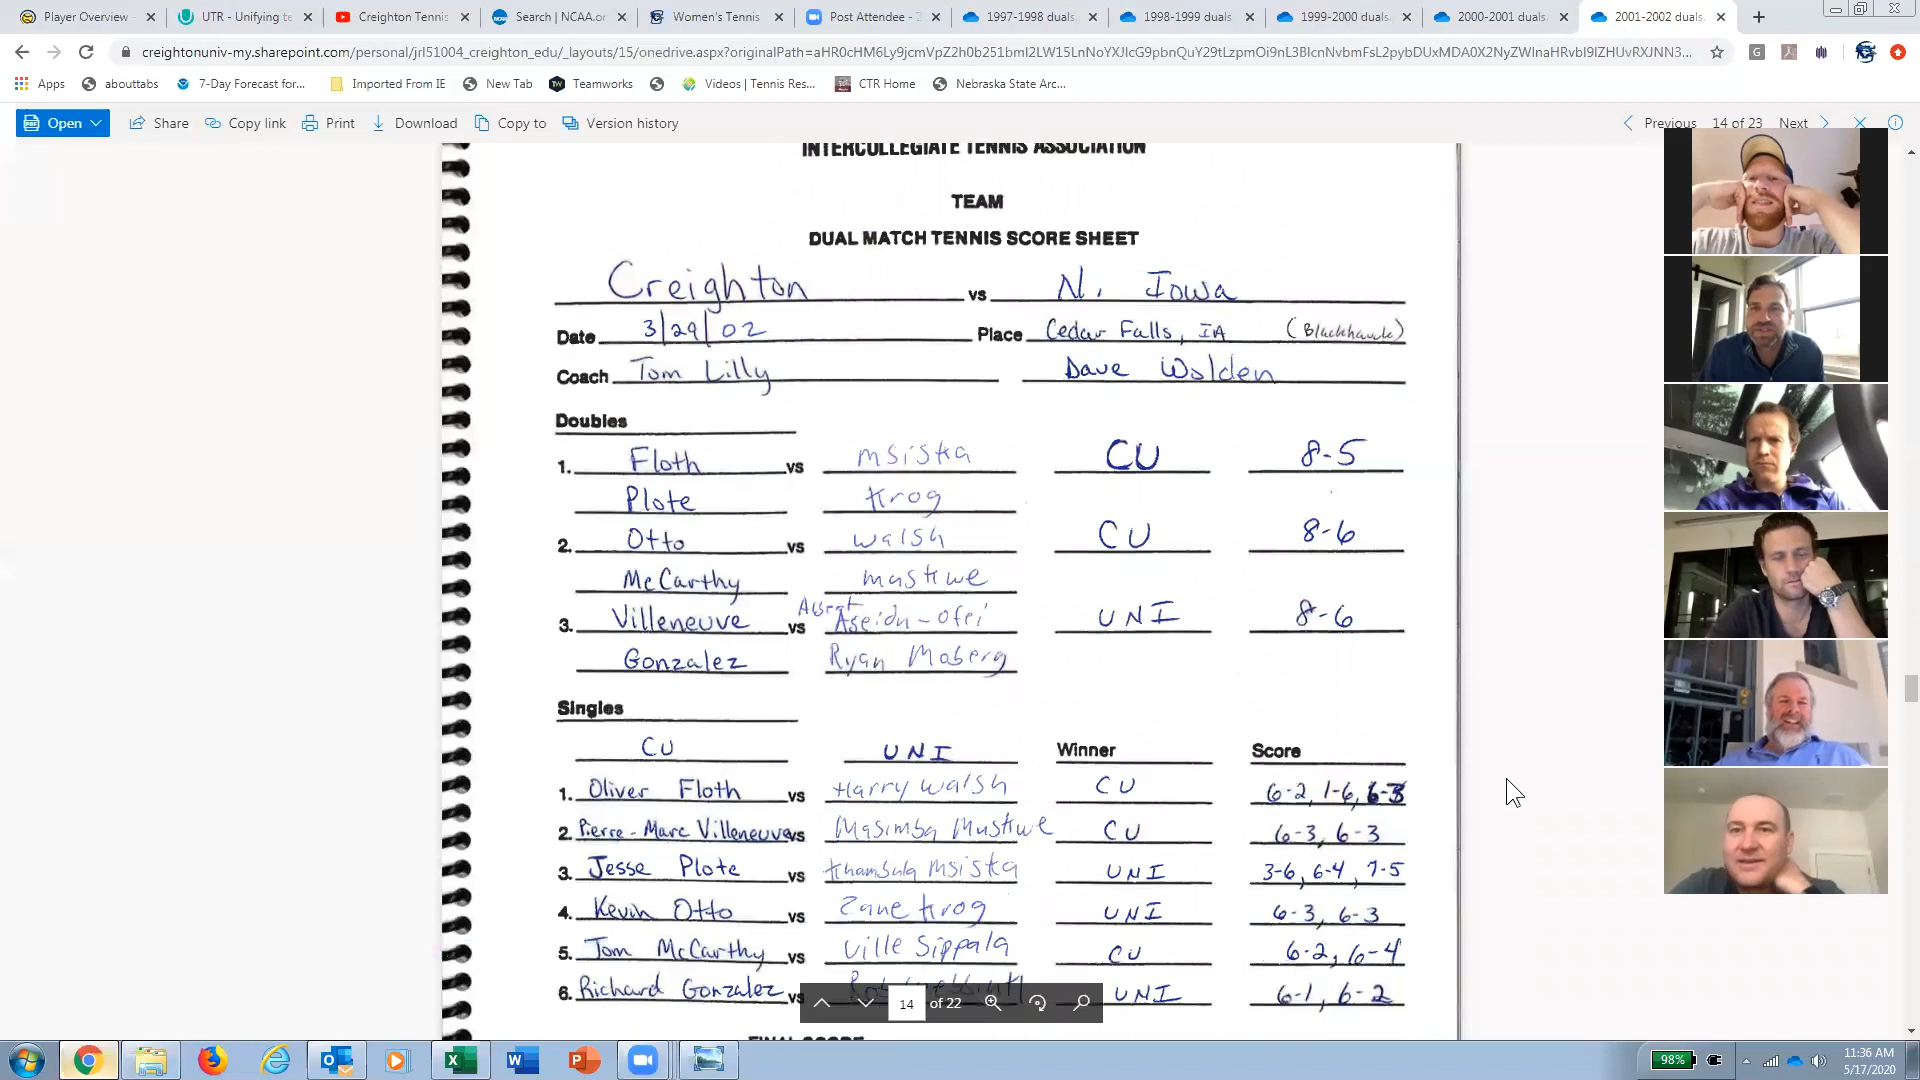 Player Overview -
UTR - Unifying te
Creighton Tennis
Search | NCAA.or
Women's Tennis
Post Attendee - Z
1997-1998 duals.
1998-1999 duals
1999-2000 duals.
2000-2001 duals.
2001-2002 duals.
Apps
abouttabs
7-Day Forecast for...
Imported From IE
New Tab
Teamworks
Videos | Tennis Res...
CTR Home
Nebraska State Arc...
Open
Share
Copy link
Print
Download
Copy to
Version history
Previous
14 of 23
Next
INTERCOLLEGIATE TENNIS ASSOCIATION
TEAM
DUAL MATCH TENNIS SCORE SHEET
Creighton vs N. Iowa
Date 3/29/02 Place Cedar Falls, IA (Blackhawk)
Coach Tom Lilly Dave Wolden
Doubles
1. Floth vs Msiska CU 8-5
Plote Krog
2. Otto vs Walsh CU 8-6
McCarthy Mushwe
3. Villeneuve vs UNI 8-6
Gonzalez Ryan Moberg
Singles
CU UNI Winner Score
1. Oliver Floth vs Harry Walsh CU 6-2, 1-6, 6-3
2. Pierre-Marc Villeneuve vs Masimba Mushwe CU 6-3, 6-3
3. Jesse Plote vs Msiska UNI 3-6, 6-4, 7-5
4. Kevin Otto vs Zane Krog UNI 6-3, 6-3
5. Tom McCarthy vs Ville Sippala CU 6-2, 6-4
6. Richard Gonzalez vs UNI 6-1, 6-2
14 of 22
FINAL SCORE
98%
11:36 AM
5/17/2020